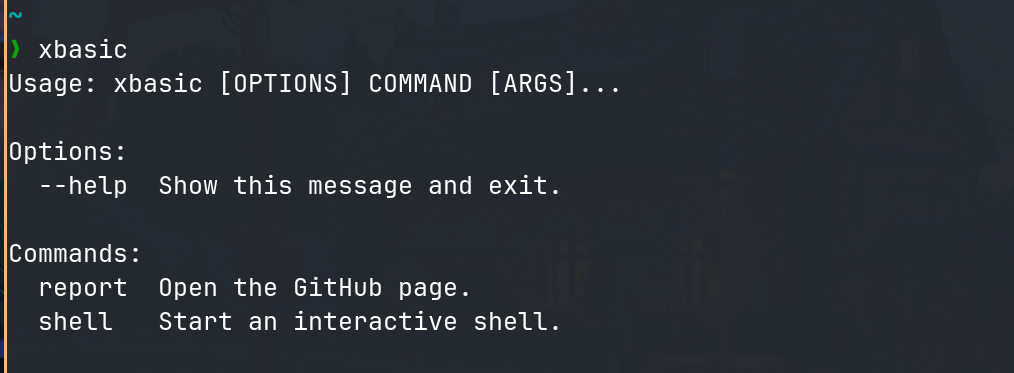 ~
❯ xbasic
Usage: xbasic [OPTIONS] COMMAND [ARGS]...
Options:
  --help  Show this message and exit.
Commands:
  report  Open the GitHub page.
  shell   Start an interactive shell.